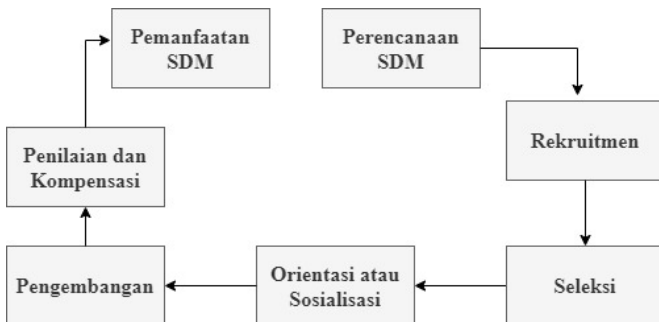 Pemanfaatan
SDM
Perencanaan
SDM
Rekruitmen
Seleksi
Orientasi atau
Sosialisasi
Pengembangan
Penilaian dan
Kompensasi